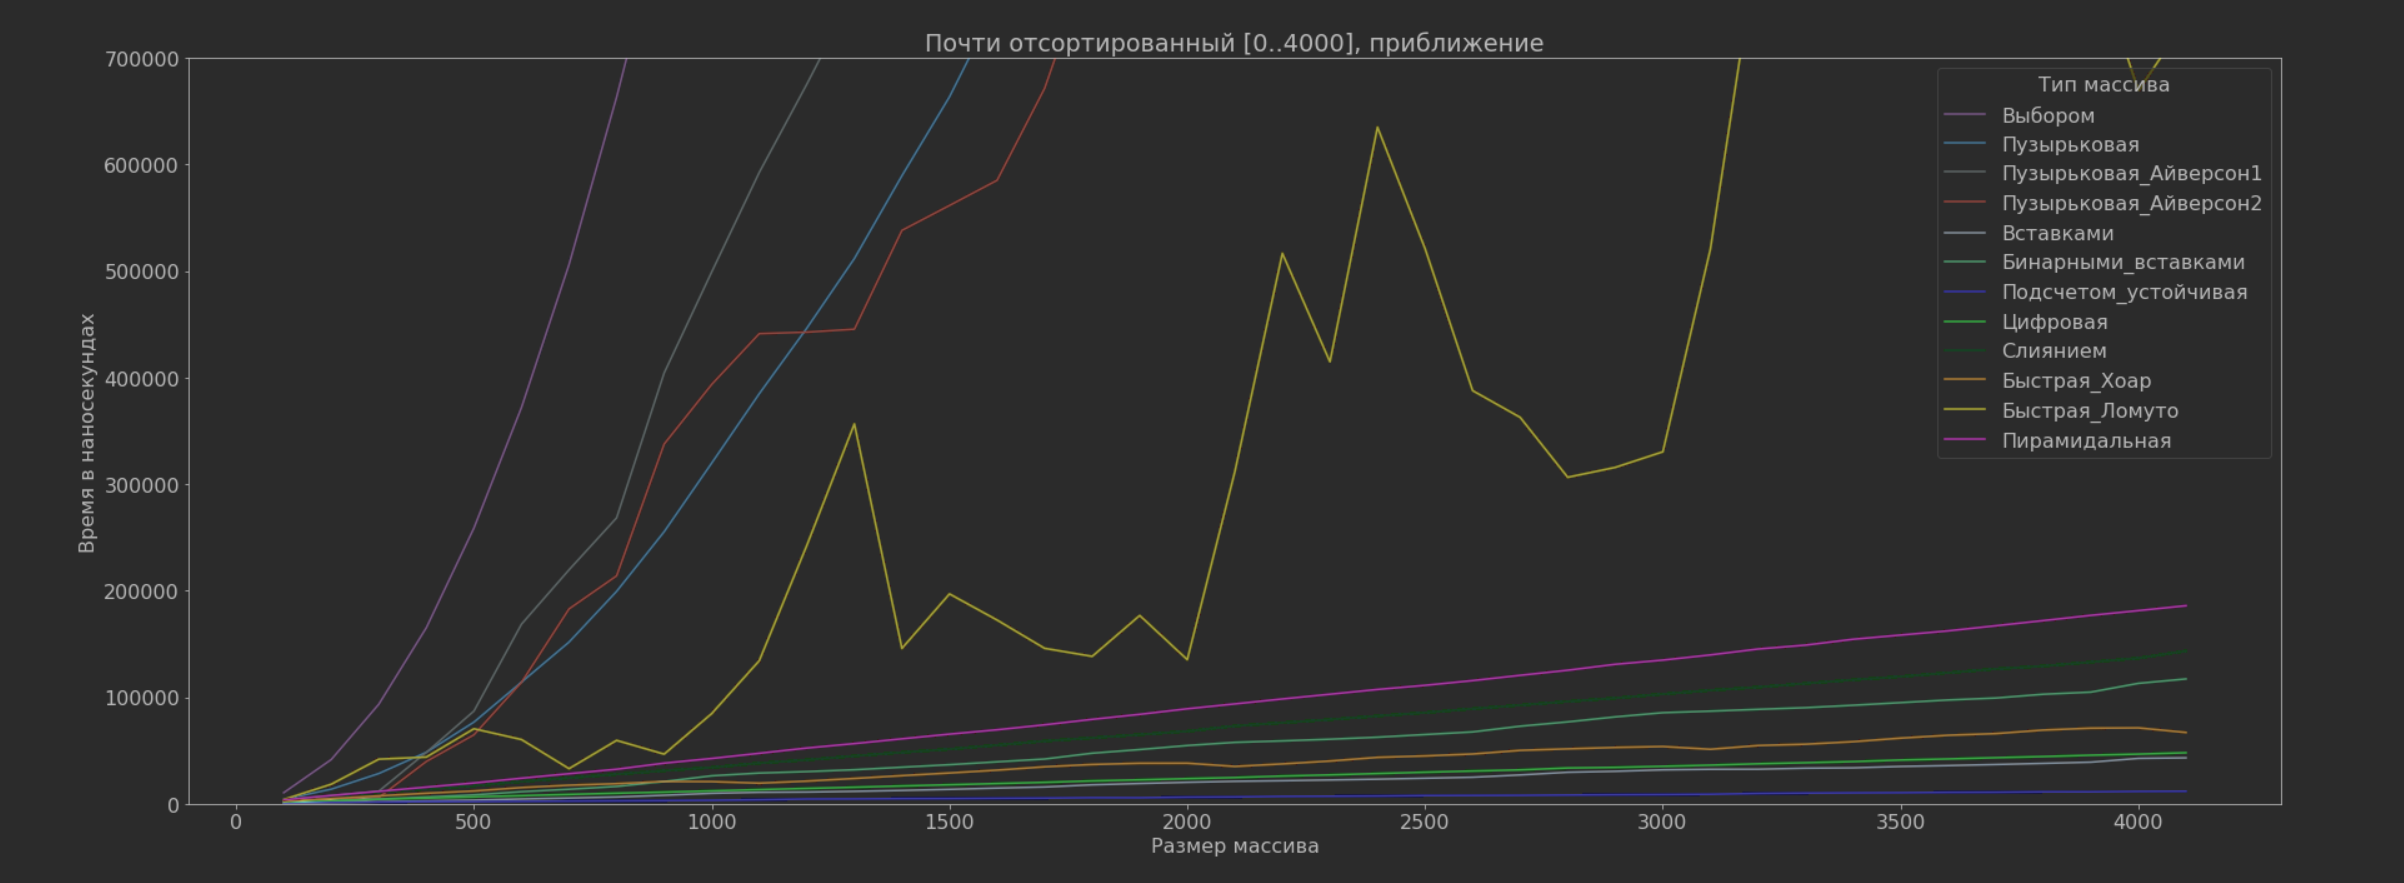 Почти отсортированный [0..4000], приближение
700000
600000
500000
400000
300000
200000
100000
0
Время в наносекундах
Тип массива
Выбором
Пузырьковая
Пузырьковая_Айверсон1
Пузырьковая_Айверсон2
Вставками
Бинарными_вставками
Подсчетом_устойчивая
Цифровая
Слиянием
Быстрая_Хоар
Быстрая_Ломуто
Пирамидальная
0 500 1000 1500 2000 2500 3000 3500 4000
Размер массива